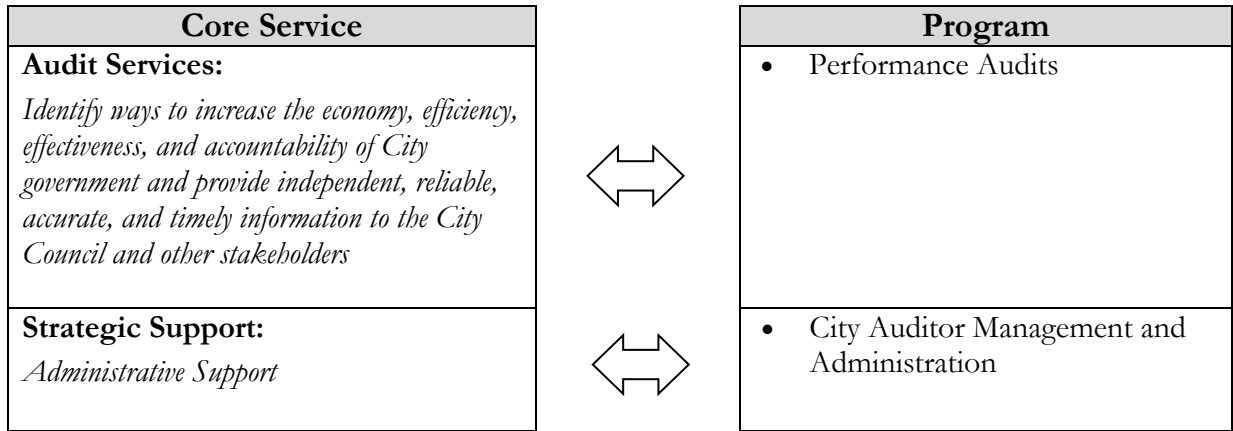 Core Service
Audit Services:
Identify ways to increase the economy, efficiency,
effectiveness, and accountability of City
government and provide independent, reliable,
accurate, and timely information to the City
Council and other stakeholders
Strategic Support:
Administrative Support
Program
• Performance Audits
• City Auditor Management and
Administration